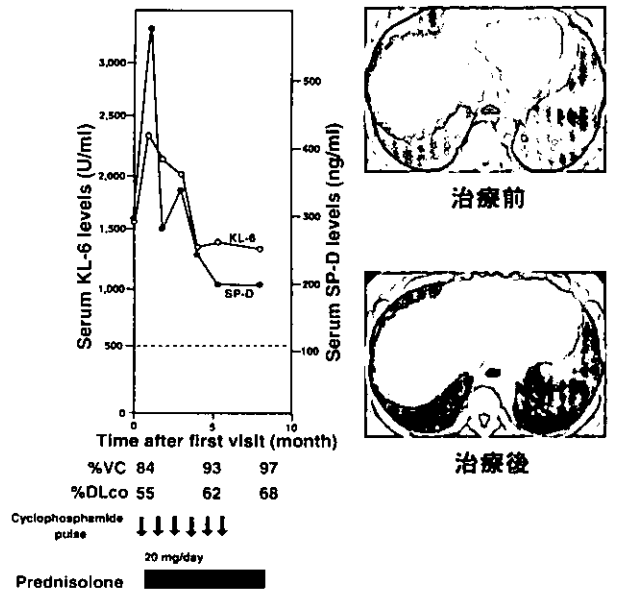 Serum KL-6 levels (U/ml)
3,000
2,500
2,000
1,500
1,000
500
0
KL-6
SP-D
500
400
300
200
100
Serum SP-D levels (ng/ml)
0 5 10
Time after first visit (month)
%VC 84 93 97
%DLco 55 62 68
Cyclophosphamide
pulse
20 mg/day
Prednisolone
治療前
治療後